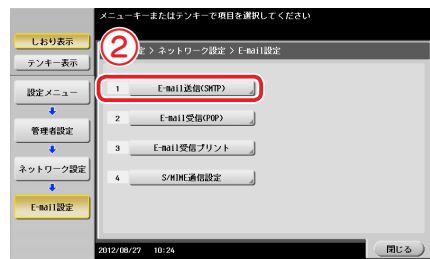 メニューキーまたはテンキーで項目を選択してください
しおり表示
テンキー表示
設定メニュー
管理者設定
ネットワーク設定
E-mail設定
②
定 > ネットワーク設定 > E-mail設定
1 E-mail送信(SMTP)
2 E-mail受信(POP)
3 E-mail受信プリント
4 S/MIME通信設定
2012/08/27 10:24
閉じる